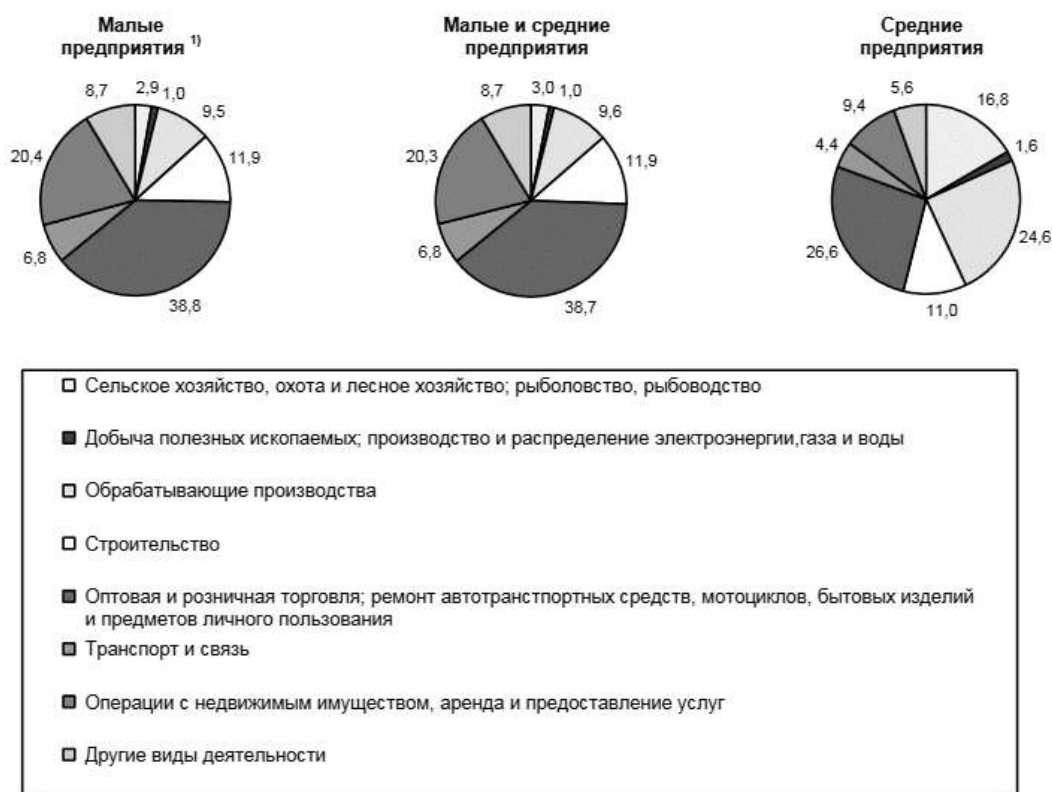 Малые
предприятия 1)
Малые и средние
предприятия
Средние
предприятия
8,7
2,9
1,0
9,5
20,4
11,9
6,8
38,8
8,7
3,0
1,0
9,6
20,3
11,9
6,8
38,7
5,6
16,8
9,4
1,6
4,4
26,6
24,6
11,0
Сельское хозяйство, охота и лесное хозяйство; рыболовство, рыбоводство
Добыча полезных ископаемых; производство и распределение электроэнергии,газа и воды
Обрабатывающие производства
Строительство
Оптовая и розничная торговля; ремонт автотранстпортных средств, мотоциклов, бытовых изделий
и предметов личного пользования
Транспорт и связь
Операции с недвижимым имуществом, аренда и предоставление услуг
Другие виды деятельности